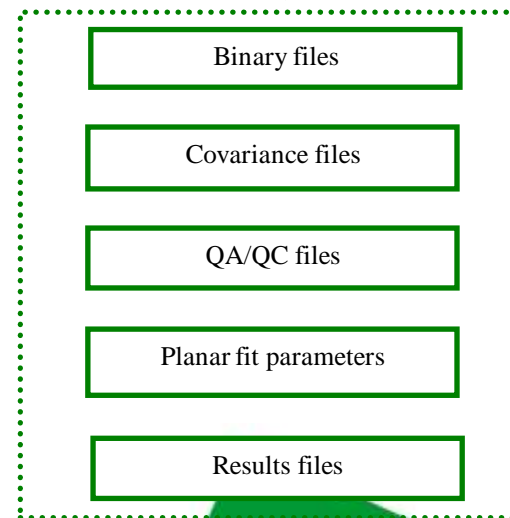 Binary files
Covariance files
QA/QC files
Planar fit parameters
Results files